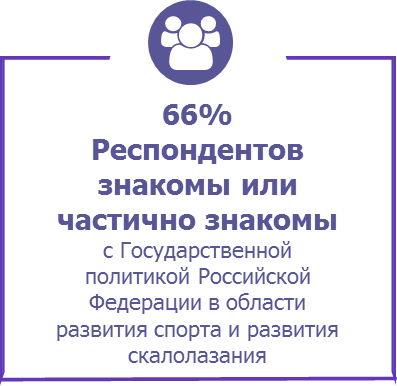 66%
Респондентов
знакомы или
частично знакомы
с Государственной
политикой Российской
Федерации в области
развития спорта и развития
скалолазания